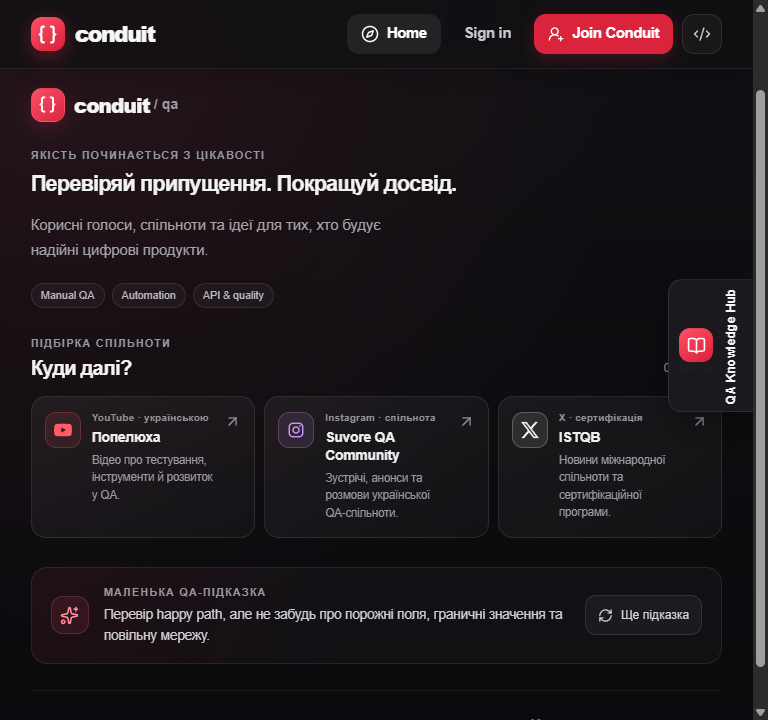 conduit
Home
Sign in
Join Conduit
conduit / qa
ЯКІСТЬ ПОЧИНАЄТЬСЯ З ЦІКАВОСТІ
Перевіряй припущення. Покращуй досвід.
Корисні голоси, спільноти та ідеї для тих, хто будує
надійні цифрові продукти.
Manual QA
Automation
API & quality
QA Knowledge Hub
ПІДБІРКА СПІЛЬНОТИ
Куди далі?
YouTube · українською
Попелюха
Відео про тестування,
інструменти й розвиток
у QA.
Instagram · спільнота
Suvore QA
Community
Зустрічі, анонси та
розмови української
QA-спільноти.
X · сертифікація
ISTQB
Новини міжнародної
спільноти та
сертифікаційної
програми.
МАЛЕНЬКА QA-ПІДКАЗКА
Перевір happy path, але не забудь про порожні поля, граничні значення та
повільну мережу.
Ще підказка